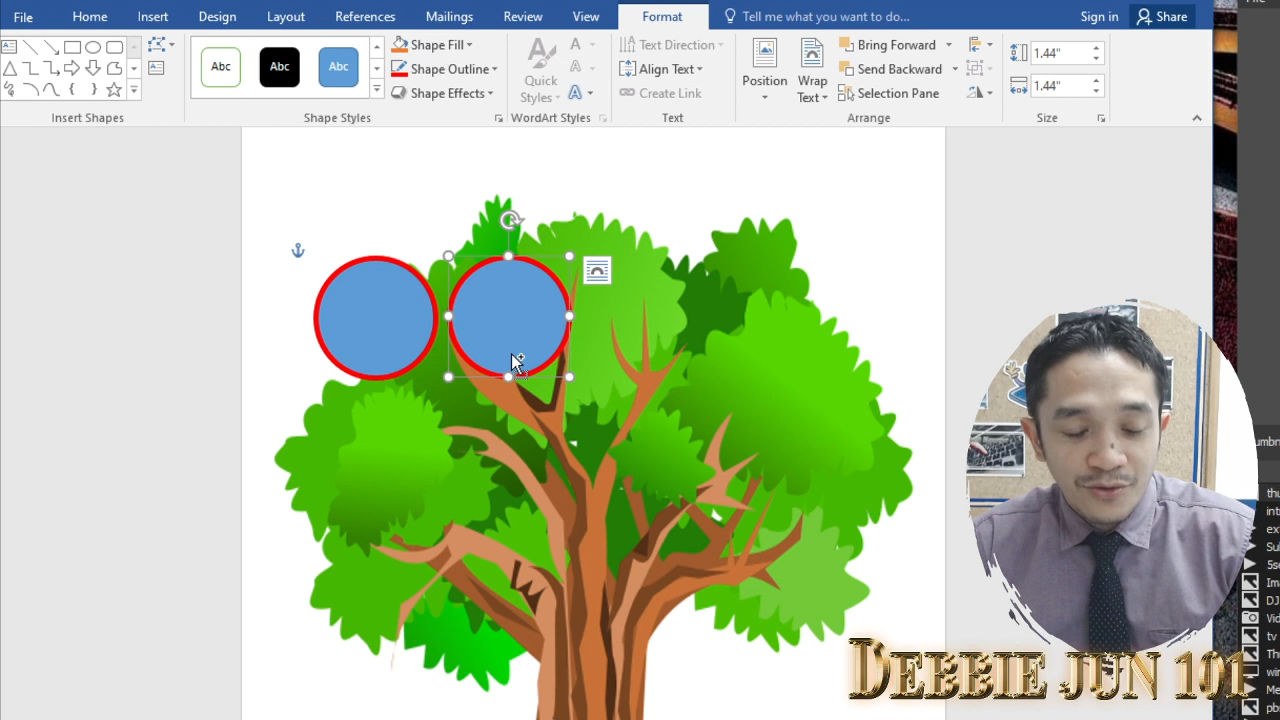 File Home Insert Design Layout References Mailings Review View Format Tell me what you want to do... Sign in Share
Abc Abc Abc
Shape Fill
Shape Outline
Shape Effects
Quick Styles
Text Direction
Align Text
Create Link
Position
Wrap Text
Bring Forward
Send Backward
Selection Pane
1.44"
1.44"
Insert Shapes Shape Styles WordArt Styles Text Arrange Size
DEBBIE JUN 101